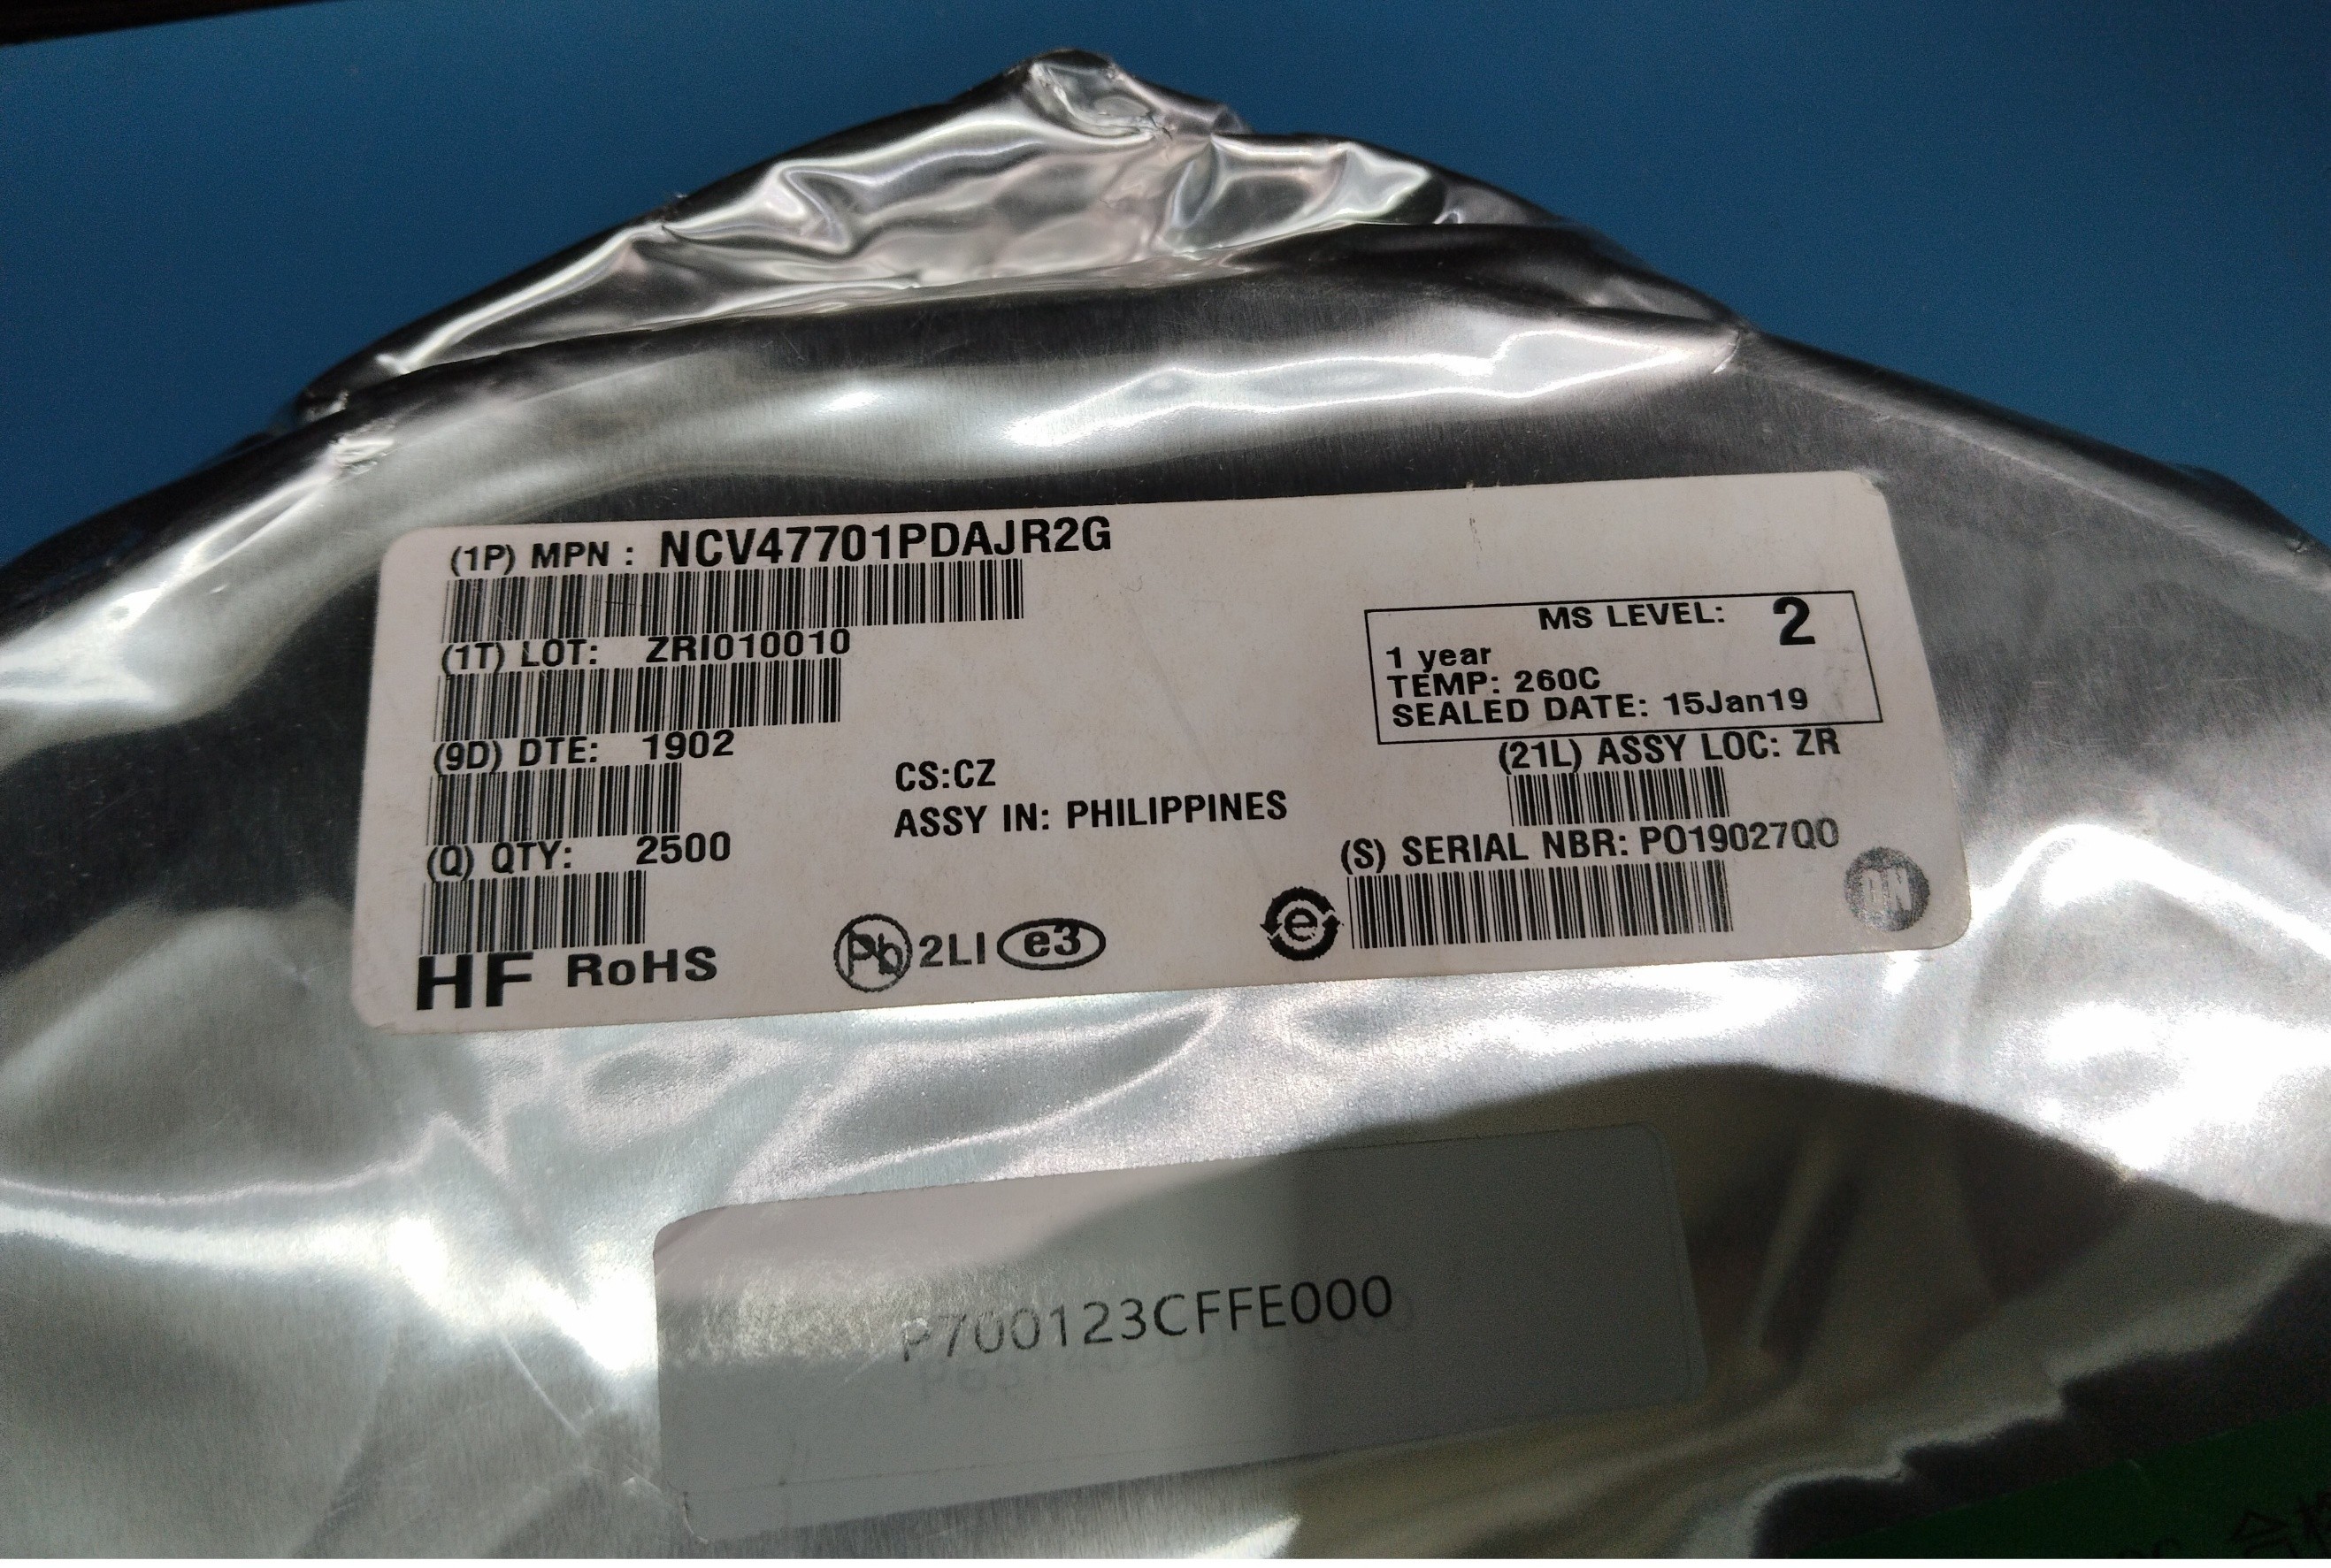 (1P) MPN : NCV47701PDAJR2G
(1T) LOT: ZRI010010
(9D) DTE: 1902
(Q) QTY: 2500
HF RoHS
CS:CZ
ASSY IN: PHILIPPINES
Pb 2LI e3
MS LEVEL: 2
1 year
TEMP: 260C
SEALED DATE: 15Jan19
(21L) ASSY LOC: ZR
(S) SERIAL NBR: PO19027QO
e
ON
P700123CFFE000